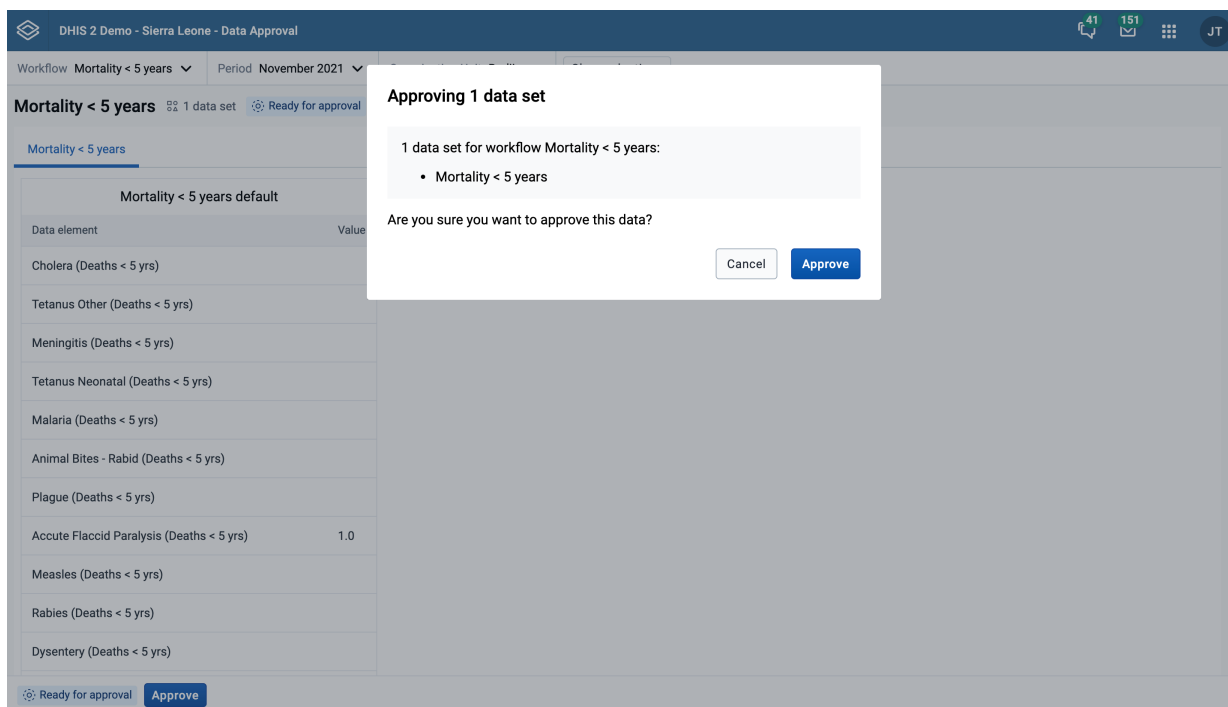 DHIS 2 Demo - Sierra Leone - Data Approval
41
151
JT
Workflow Mortality < 5 years
Period November 2021
Mortality < 5 years 1 data set Ready for approval
Mortality < 5 years
Mortality < 5 years default
Data element Value
Cholera (Deaths < 5 yrs)
Tetanus Other (Deaths < 5 yrs)
Meningitis (Deaths < 5 yrs)
Tetanus Neonatal (Deaths < 5 yrs)
Malaria (Deaths < 5 yrs)
Animal Bites - Rabid (Deaths < 5 yrs)
Plague (Deaths < 5 yrs)
Accute Flaccid Paralysis (Deaths < 5 yrs) 1.0
Measles (Deaths < 5 yrs)
Rabies (Deaths < 5 yrs)
Dysentery (Deaths < 5 yrs)
Ready for approval Approve
Approving 1 data set
1 data set for workflow Mortality < 5 years:
• Mortality < 5 years
Are you sure you want to approve this data?
Cancel Approve